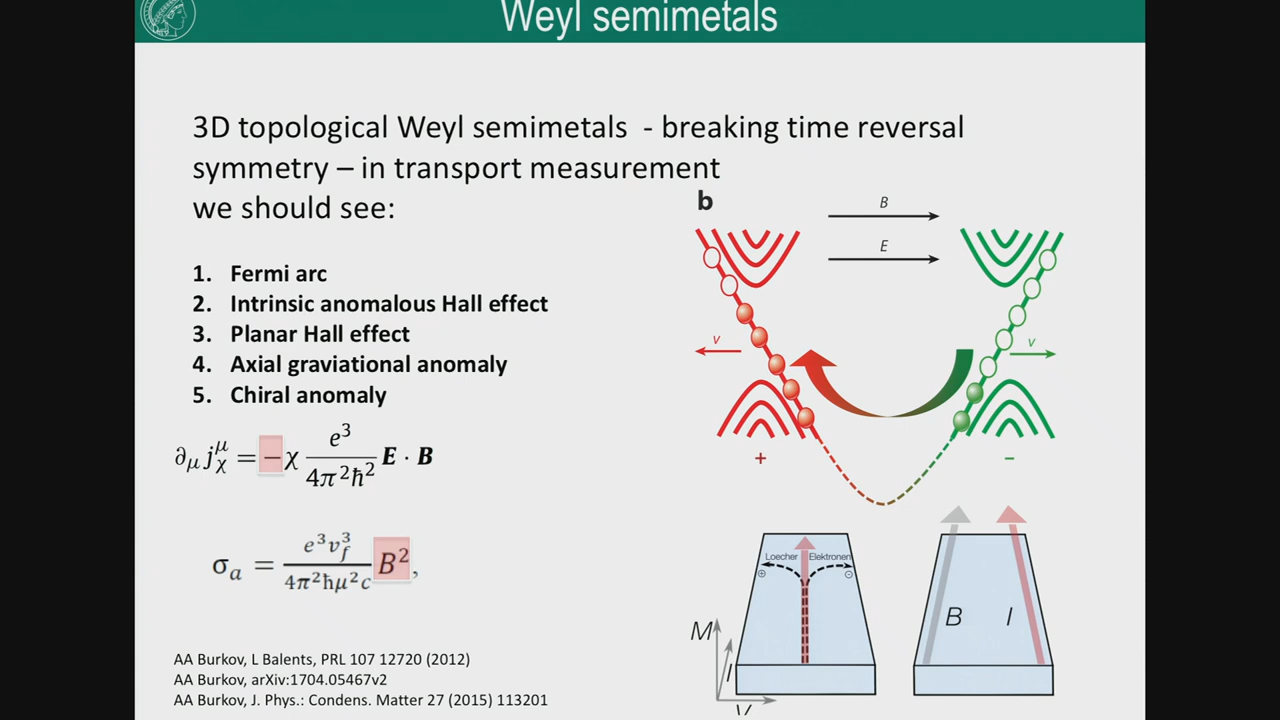 Weyl semimetals
3D topological Weyl semimetals - breaking time reversal
symmetry – in transport measurement
we should see:
1. Fermi arc
2. Intrinsic anomalous Hall effect
3. Planar Hall effect
4. Axial graviational anomaly
5. Chiral anomaly
∂μ j^μ_χ = −χ e³/4π²ħ² E · B
σa = e³v_f³/4π²ħμ²c B²,
AA Burkov, L Balents, PRL 107 12720 (2012)
AA Burkov, arXiv:1704.05467v2
AA Burkov, J. Phys.: Condens. Matter 27 (2015) 113201
b
B
E
v
v
+
−
Loecher Elektronen
⊕ ⊖
M
I
B I